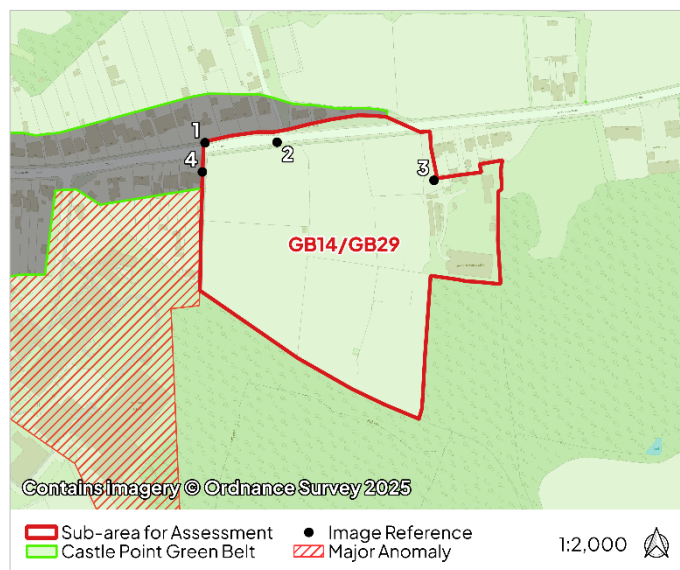 1
2
4
3
GB14/GB29
Contains imagery © Ordnance Survey 2025
Sub-area for Assessment
Image Reference
Castle Point Green Belt
Major Anomaly
1:2,000